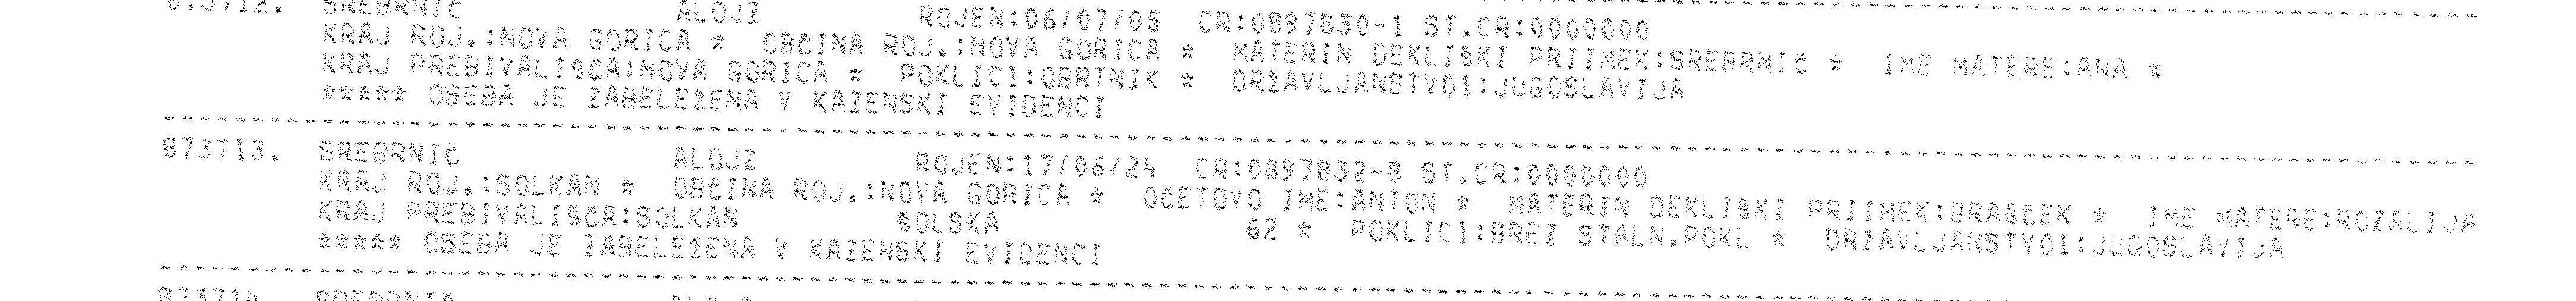 873712. SREBRNIČ ALOJZ ROJEN:06/07/05 CR:0897830-1 ST.CR:0000000
KRAJ ROJ.:NOVA GORICA * OBČINA ROJ.:NOVA GORICA * MATERIN DEKLIŠKI PRIIMEK:SREBRNIČ * IME MATERE:ANA *
KRAJ PREBIVALIŠČA:NOVA GORICA * POKLIC1:OBRTNIK * DRŽAVLJANSTVO1:JUGOSLAVIJA
***** OSEBA JE ZABELEŽENA V KAZENSKI EVIDENCI
873713. SREBRNIČ ALOJZ ROJEN:17/06/24 CR:0897832-8 ST.CR:0000000
KRAJ ROJ.:SOLKAN * OBČINA ROJ.:NOVA GORICA * OČETOVO IME:ANTON * MATERIN DEKLIŠKI PRIIMEK:BRAŠČEK * IME MATERE:ROZALIJA
KRAJ PREBIVALIŠČA:SOLKAN ŠOLSKA 62 * POKLIC1:BREZ STALN.POKL * DRŽAVLJANSTVO1:JUGOSLAVIJA
***** OSEBA JE ZABELEŽENA V KAZENSKI EVIDENCI
873714.